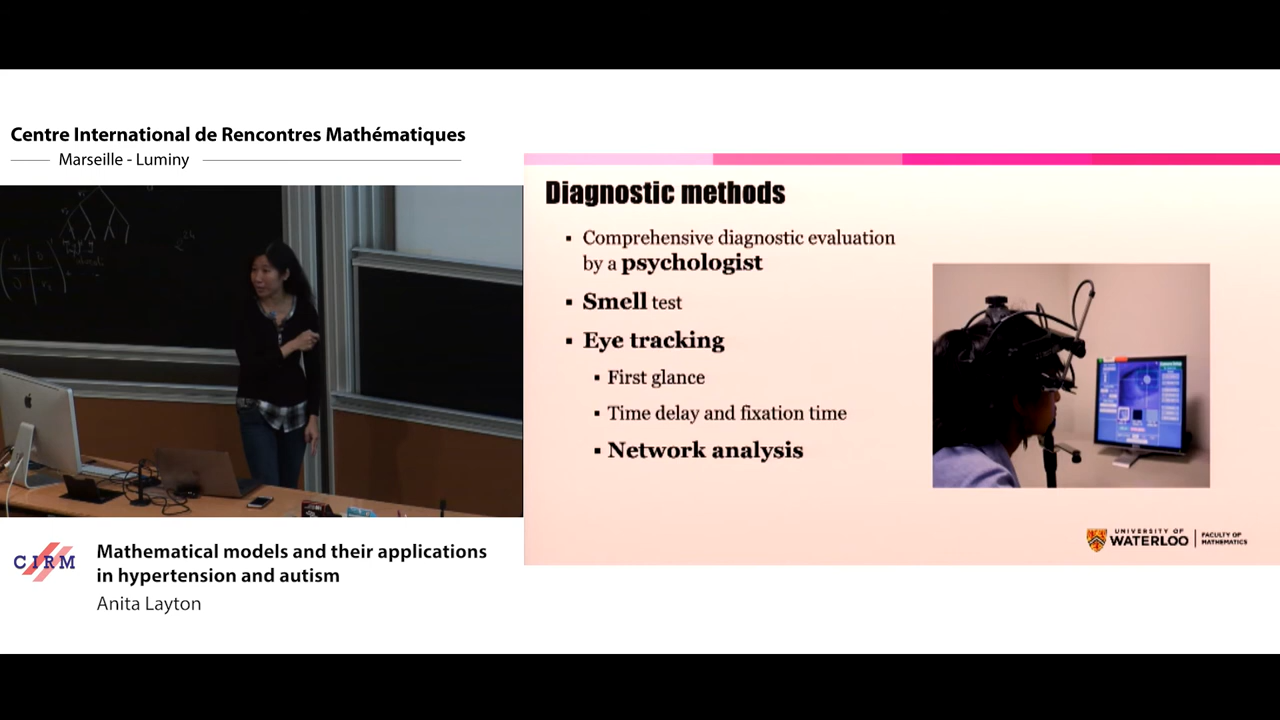 Centre International de Rencontres Mathématiques
Marseille - Luminy
Diagnostic methods
▪ Comprehensive diagnostic evaluation
by a psychologist
▪ Smell test
▪ Eye tracking
▪ First glance
▪ Time delay and fixation time
▪ Network analysis
UNIVERSITY OF
WATERLOO
FACULTY OF
MATHEMATICS
CIRM
Mathematical models and their applications
in hypertension and autism
Anita Layton